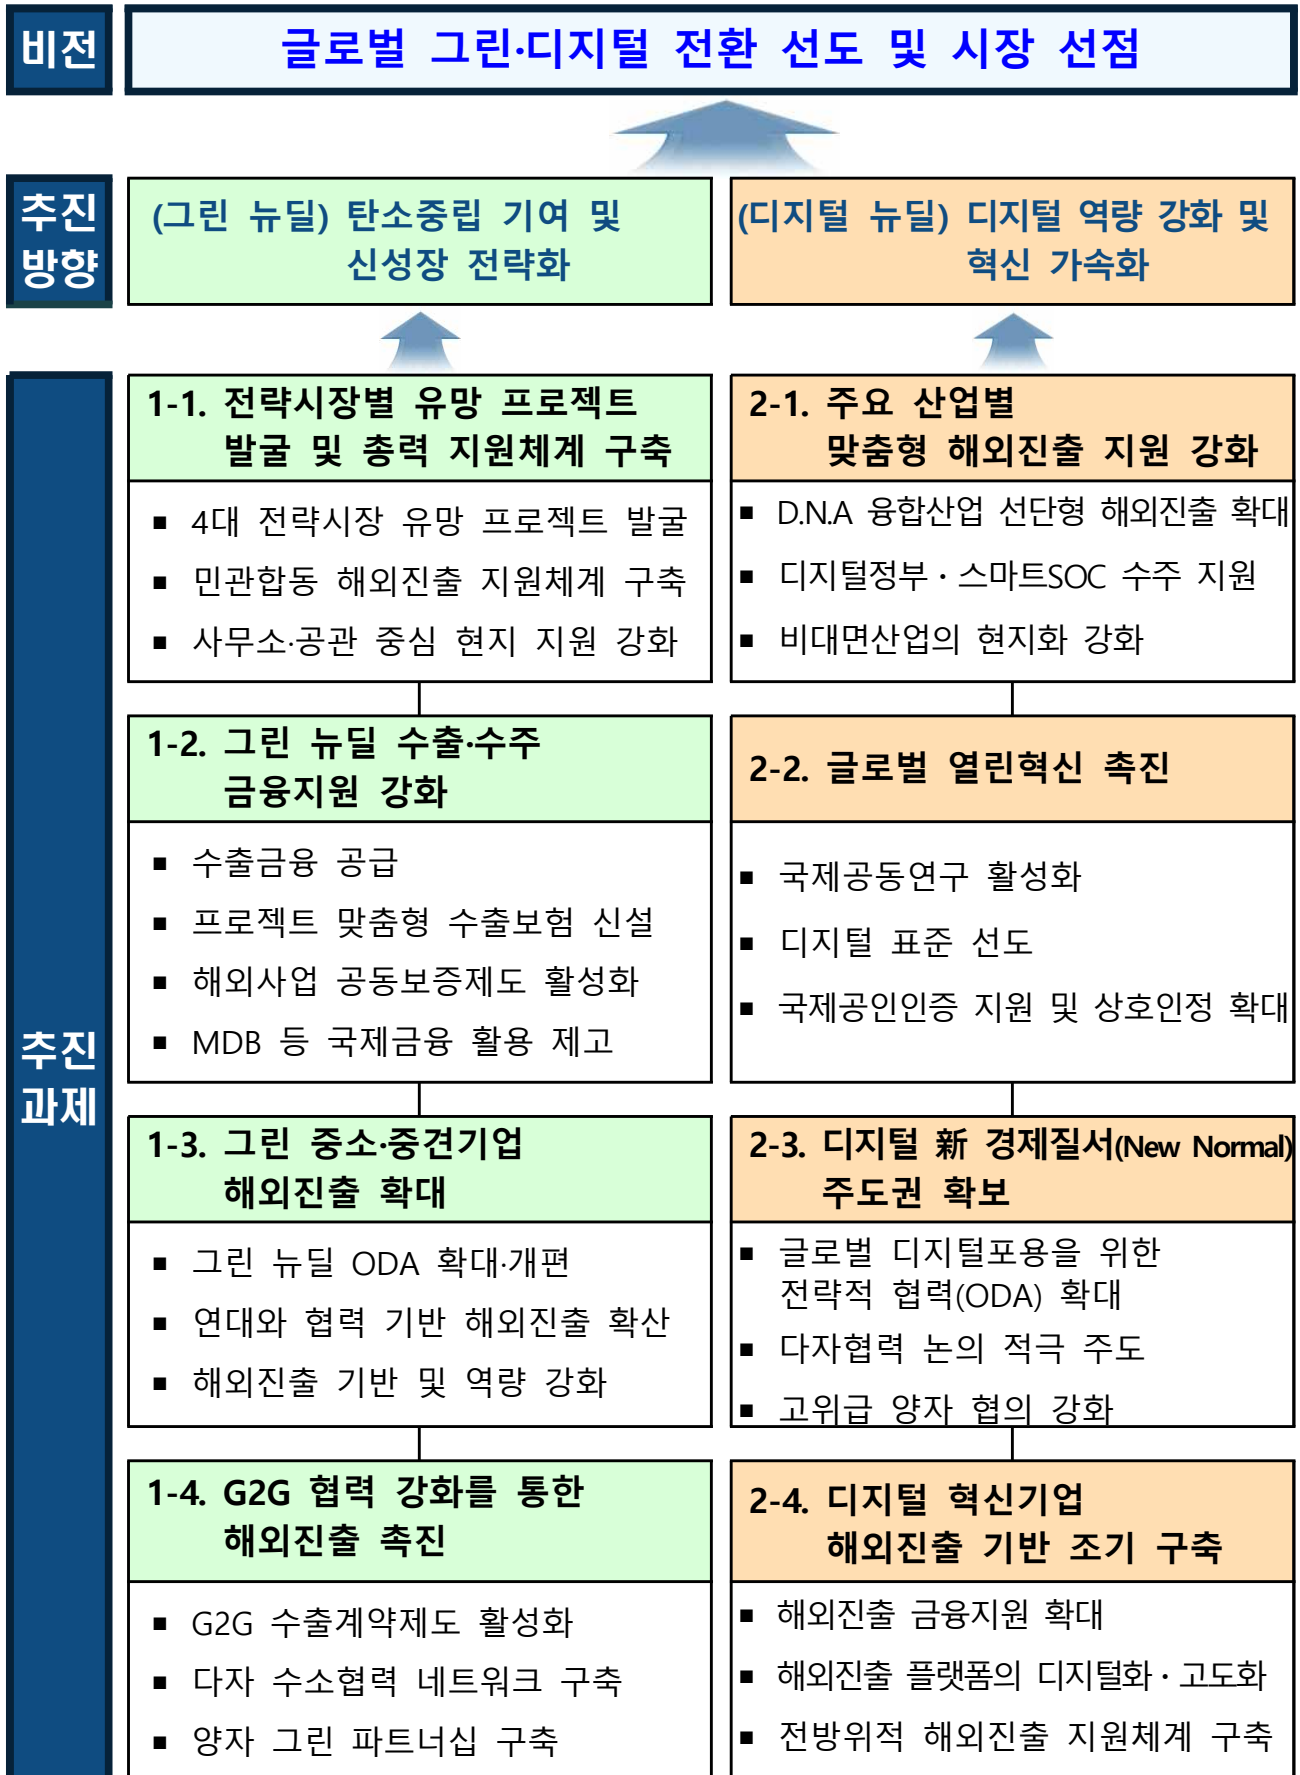 비전
글로벌 그린·디지털 전환 선도 및 시장 선점
추진
방향
(그린 뉴딜) 탄소중립 기여 및
신성장 전략화
(디지털 뉴딜) 디지털 역량 강화 및
혁신 가속화
추진
과제
1-1. 전략시장별 유망 프로젝트
발굴 및 총력 지원체계 구축
▪ 4대 전략시장 유망 프로젝트 발굴
▪ 민관합동 해외진출 지원체계 구축
▪ 사무소·공관 중심 현지 지원 강화
1-2. 그린 뉴딜 수출·수주
금융지원 강화
▪ 수출금융 공급
▪ 프로젝트 맞춤형 수출보험 신설
▪ 해외사업 공동보증제도 활성화
▪ MDB 등 국제금융 활용 제고
1-3. 그린 중소·중견기업
해외진출 확대
▪ 그린 뉴딜 ODA 확대·개편
▪ 연대와 협력 기반 해외진출 확산
▪ 해외진출 기반 및 역량 강화
1-4. G2G 협력 강화를 통한
해외진출 촉진
▪ G2G 수출계약제도 활성화
▪ 다자 수소협력 네트워크 구축
▪ 양자 그린 파트너십 구축
2-1. 주요 산업별
맞춤형 해외진출 지원 강화
▪ D.N.A 융합산업 선단형 해외진출 확대
▪ 디지털정부·스마트SOC 수주 지원
▪ 비대면산업의 현지화 강화
2-2. 글로벌 열린혁신 촉진
▪ 국제공동연구 활성화
▪ 디지털 표준 선도
▪ 국제공인인증 지원 및 상호인정 확대
2-3. 디지털 新 경제질서(New Normal)
주도권 확보
▪ 글로벌 디지털포용을 위한
전략적 협력(ODA) 확대
▪ 다자협력 논의 적극 주도
▪ 고위급 양자 협의 강화
2-4. 디지털 혁신기업
해외진출 기반 조기 구축
▪ 해외진출 금융지원 확대
▪ 해외진출 플랫폼의 디지털화·고도화
▪ 전방위적 해외진출 지원체계 구축